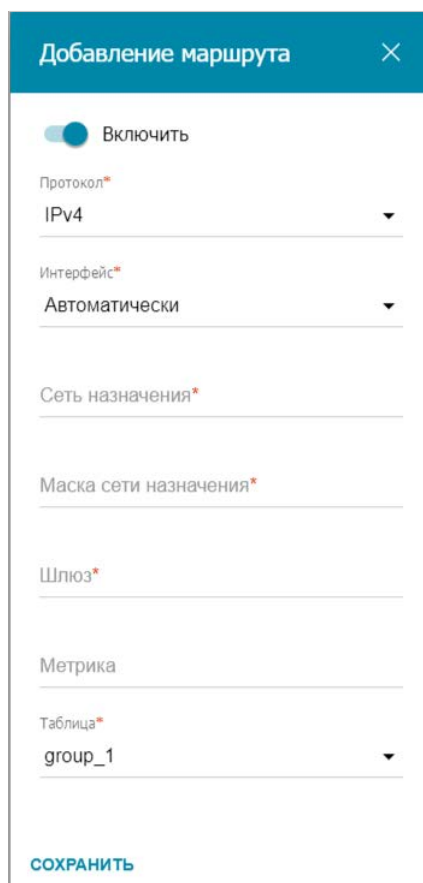 Добавление маршрута
Включить
Протокол*
IPv4
Интерфейс*
Автоматически
Сеть назначения*
Маска сети назначения*
Шлюз*
Метрика
Таблица*
group_1
СОХРАНИТЬ